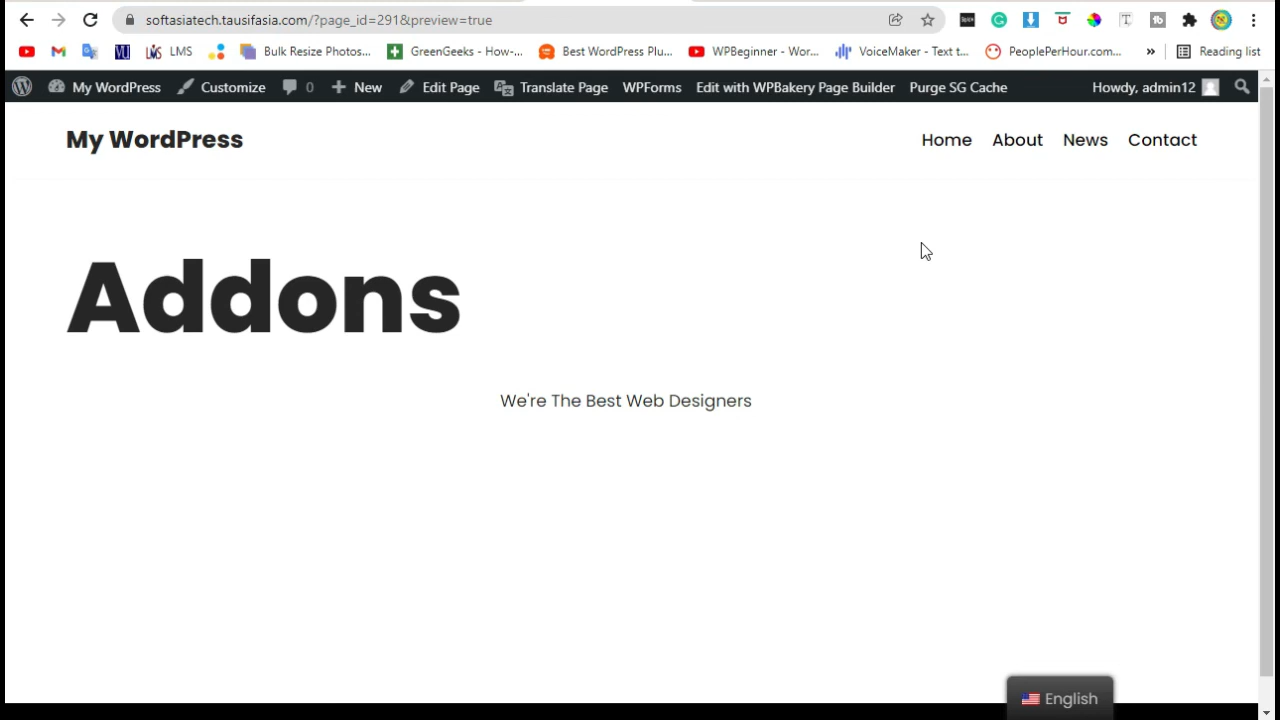 softasiatech.tausifasia.com/?page_id=291&preview=true
LMS Bulk Resize Photos... GreenGeeks - How-... Best WordPress Plu... WPBeginner - Wor... VoiceMaker - Text t... PeoplePerHour.com... » Reading list
My WordPress Customize 0 New Edit Page Translate Page WPForms Edit with WPBakery Page Builder Purge SG Cache Howdy, admin12
My WordPress Home About News Contact
Addons
We're The Best Web Designers
English